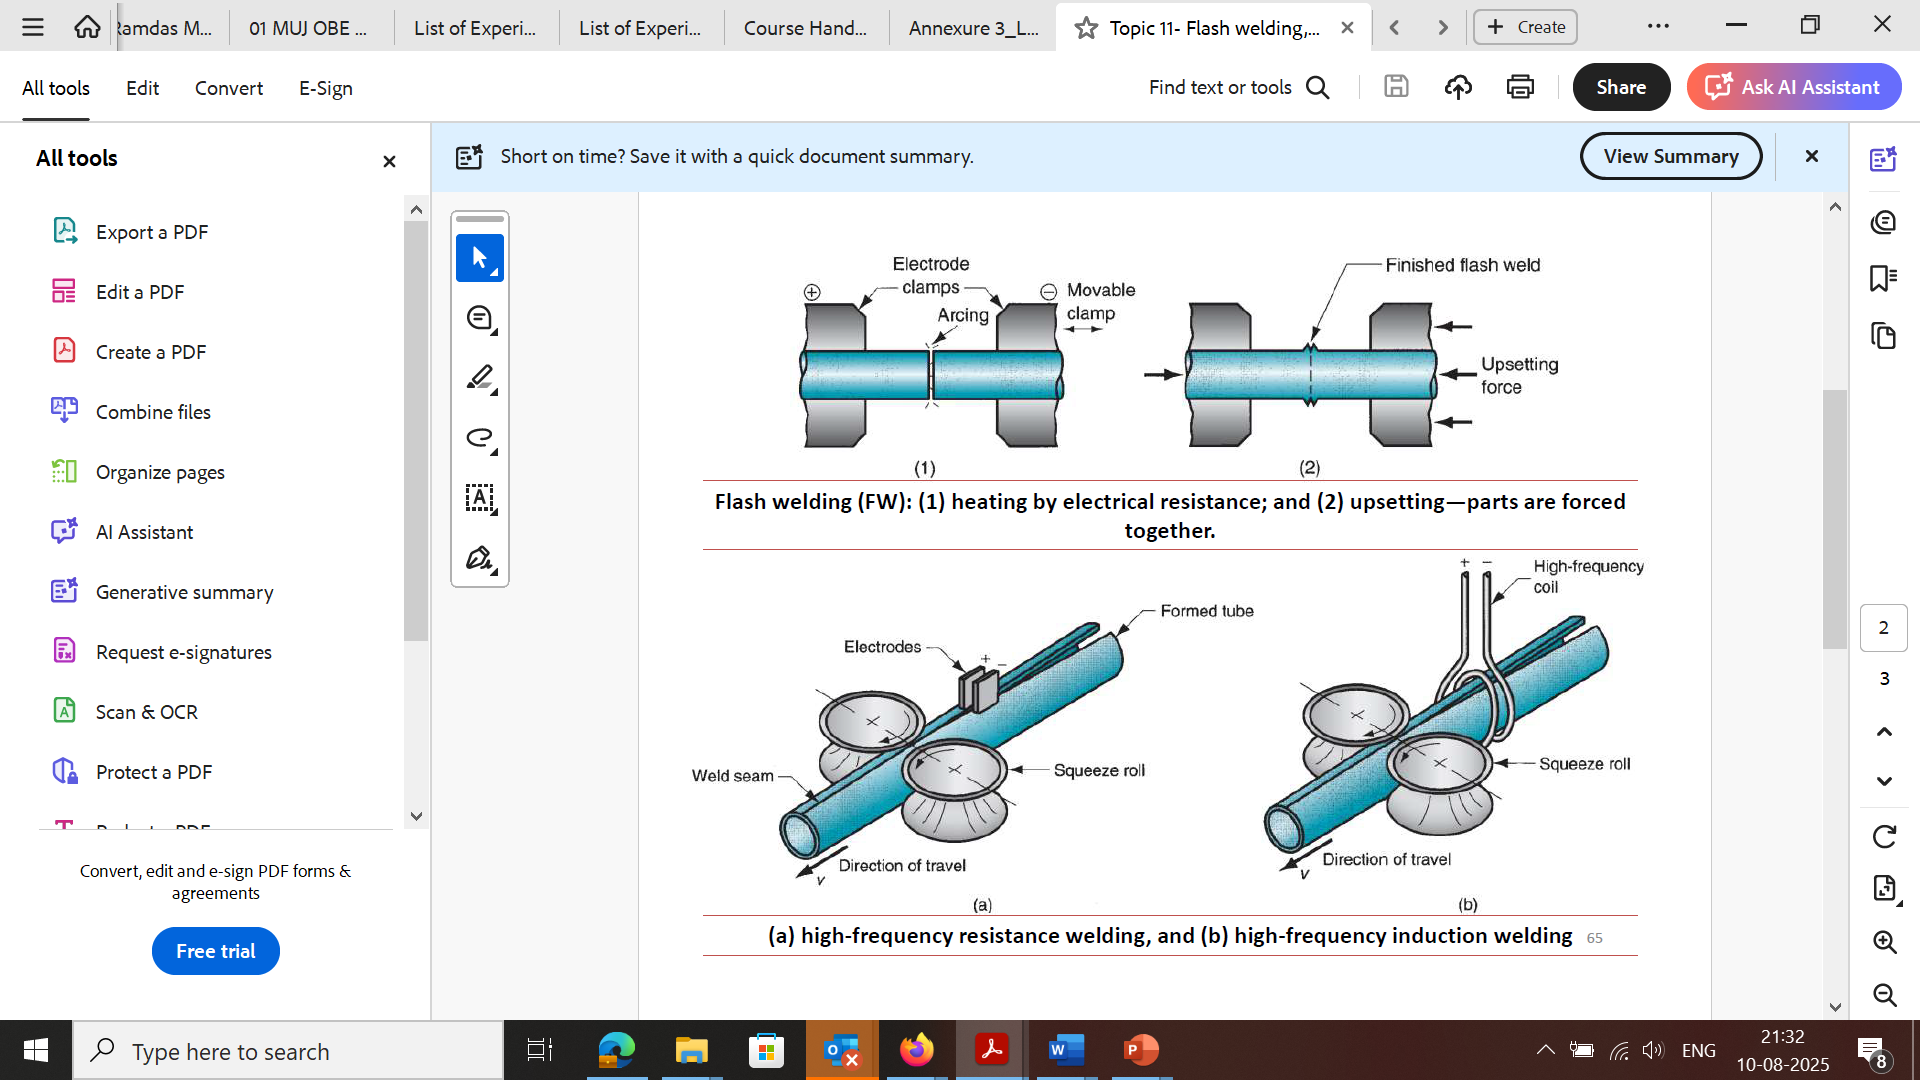 Ramdas M...
01 MUJ OBE ...
List of Experi...
List of Experi...
Course Hand...
Annexure 3_L...
Topic 11- Flash welding,...
Create
All tools
Edit
Convert
E-Sign
Find text or tools
Share
Ask AI Assistant
All tools
Export a PDF
Edit a PDF
Create a PDF
Combine files
Organize pages
AI Assistant
Generative summary
Request e-signatures
Scan & OCR
Protect a PDF
Convert, edit and e-sign PDF forms &
agreements
Free trial
Short on time? Save it with a quick document summary.
View Summary
Electrode
clamps
+
−
Movable
clamp
Arcing
(1)
Finished flash weld
Upsetting
force
(2)
Flash welding (FW): (1) heating by electrical resistance; and (2) upsetting—parts are forced
together.
Formed tube
Electrodes
+ −
Weld seam
Squeeze roll
Direction of travel
v
(a)
+ −
High-frequency
coil
Squeeze roll
Direction of travel
v
(b)
(a) high-frequency resistance welding, and (b) high-frequency induction welding 65
2
3
Type here to search
ENG
21:32
10-08-2025
8